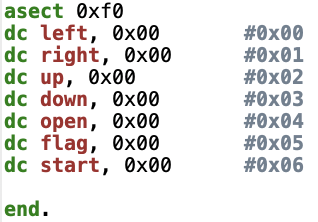 asect 0xf0
dc left, 0x00 #0x00
dc right, 0x00 #0x01
dc up, 0x00 #0x02
dc down, 0x00 #0x03
dc open, 0x00 #0x04
dc flag, 0x00 #0x05
dc start, 0x00 #0x06
end.